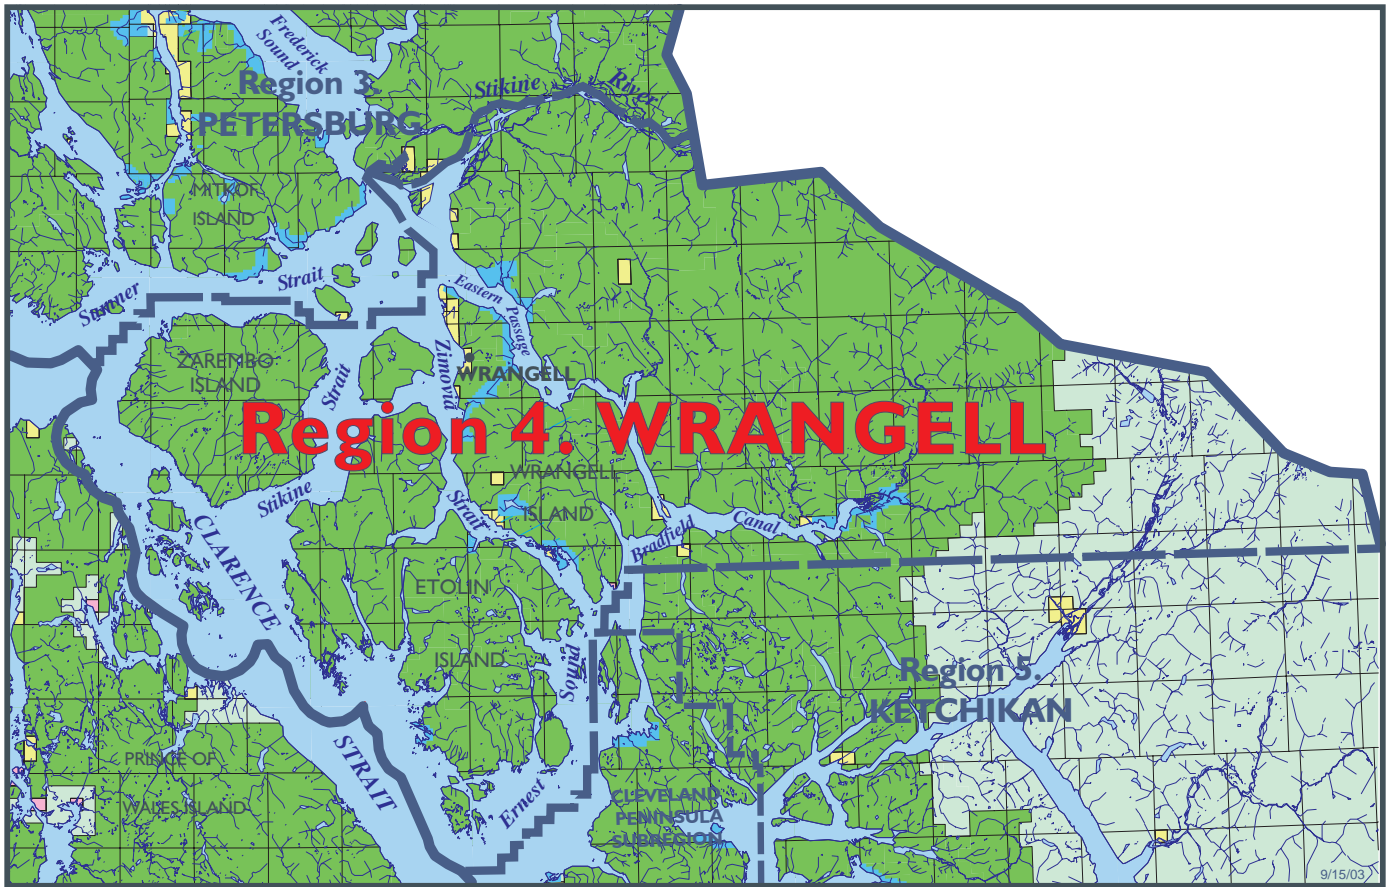 Frederick
Sound
Region 3.
PETERSBURG
Stikine River
MITKOF
ISLAND
Sumner Strait
Eastern Passage
ZAREMBO
ISLAND
Strait
Zimovia
WRANGELL
Region 4. WRANGELL
WRANGELL
ISLAND
Stikine
Strait
CLARENCE
Bradfield Canal
ETOLIN
ISLAND
Sound
Region 5.
KETCHIKAN
STRAIT
PRINCE OF
WALES ISLAND
Ernest
CLEVELAND
PENINSULA
SUBREGION
9/15/03